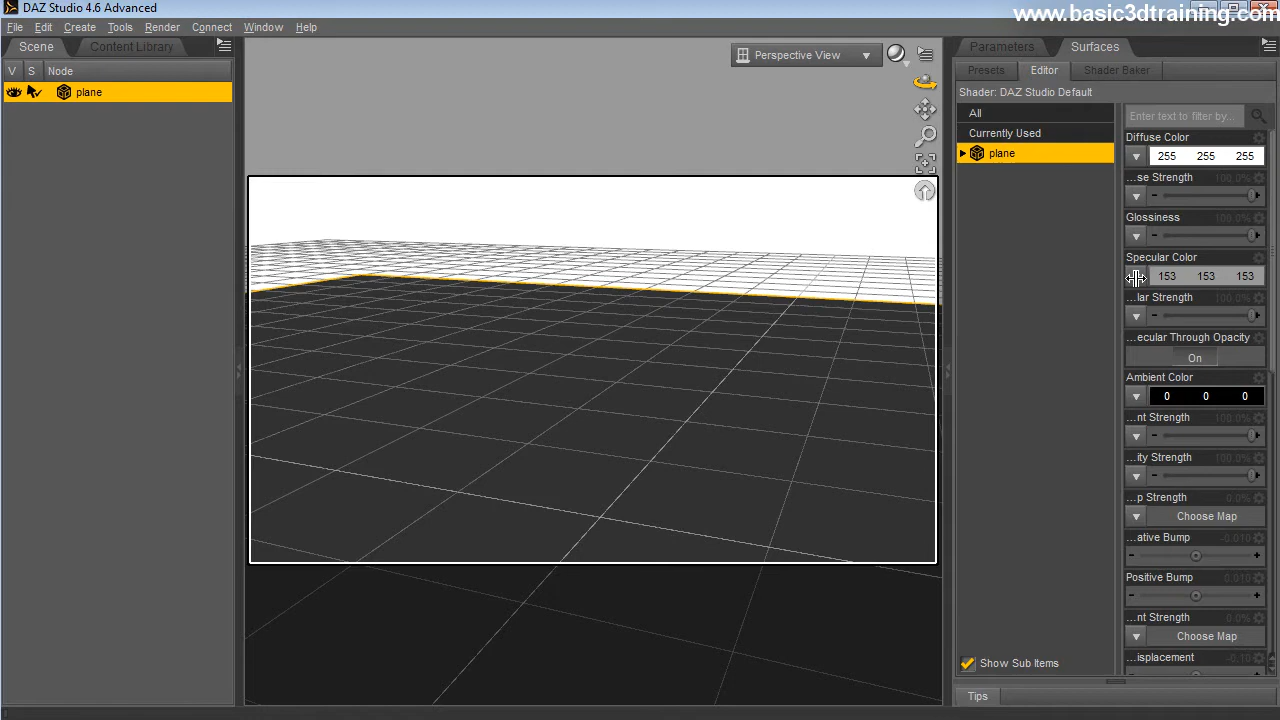 DAZ Studio 4.6 Advanced
www.basic3dtraining.com
File Edit Create Tools Render Connect Window Help
Scene Content Library
V S Node
plane
Perspective View
Parameters Surfaces
Presets Editor Shader Baker
Shader: DAZ Studio Default
All
Currently Used
plane
Enter text to filter by...
Diffuse Color
255 255 255
...se Strength 100.0%
Glossiness 100.0%
Specular Color
153 153 153
...lar Strength 100.0%
...ecular Through Opacity
On
Ambient Color
0 0 0
...nt Strength 100.0%
...ity Strength 100.0%
...p Strength 0.0%
Choose Map
...ative Bump -0.010
Positive Bump 0.010
...nt Strength 0.0%
Choose Map
...isplacement -0.10
Show Sub Items
Tips